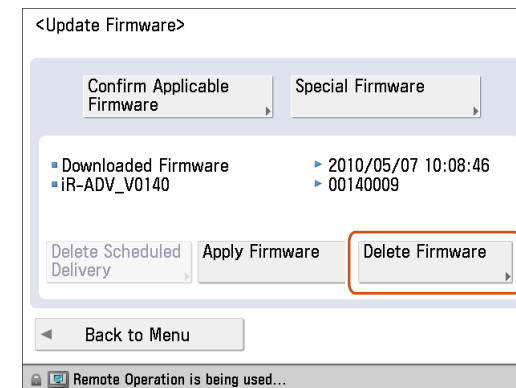 <Update Firmware>
Confirm Applicable
Firmware
Special Firmware
Downloaded Firmware
2010/05/07 10:08:46
iR-ADV_V0140
00140009
Delete Scheduled
Delivery
Apply Firmware
Delete Firmware
Back to Menu
Remote Operation is being used...